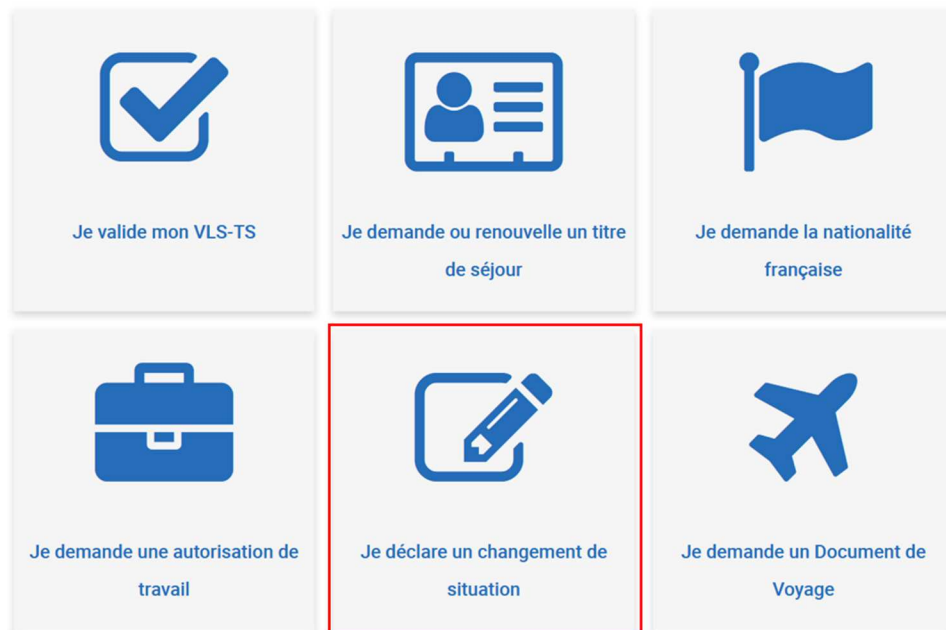 Je valide mon VLS-TS
Je demande ou renouvelle un titre
de séjour
Je demande la nationalité
française
Je demande une autorisation de
travail
Je déclare un changement de
situation
Je demande un Document de
Voyage